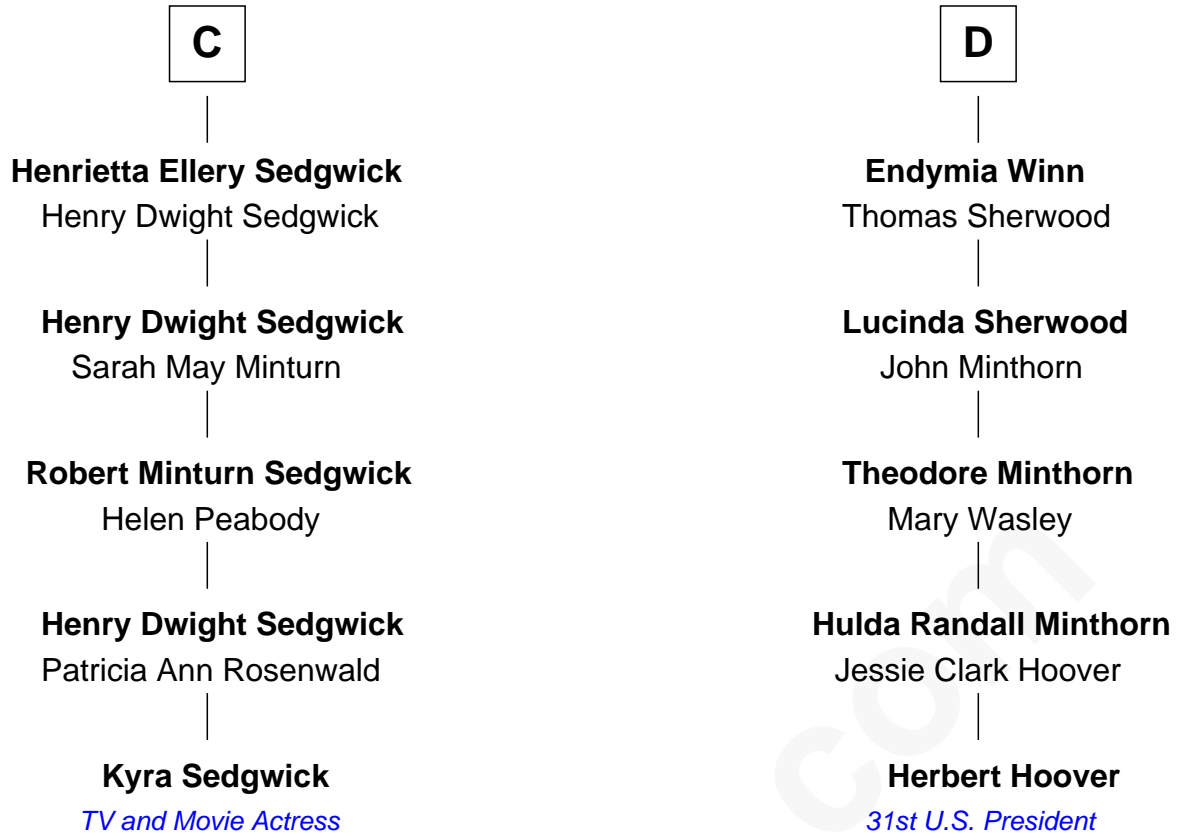 C
Henrietta Ellery Sedgwick
Henry Dwight Sedgwick
Henry Dwight Sedgwick
Sarah May Minturn
Robert Minturn Sedgwick
Helen Peabody
Henry Dwight Sedgwick
Patricia Ann Rosenwald
Kyra Sedgwick
TV and Movie Actress
D
Endymia Winn
Thomas Sherwood
Lucinda Sherwood
John Minthorn
Theodore Minthorn
Mary Wasley
Hulda Randall Minthorn
Jessie Clark Hoover
Herbert Hoover
31st U.S. President
com